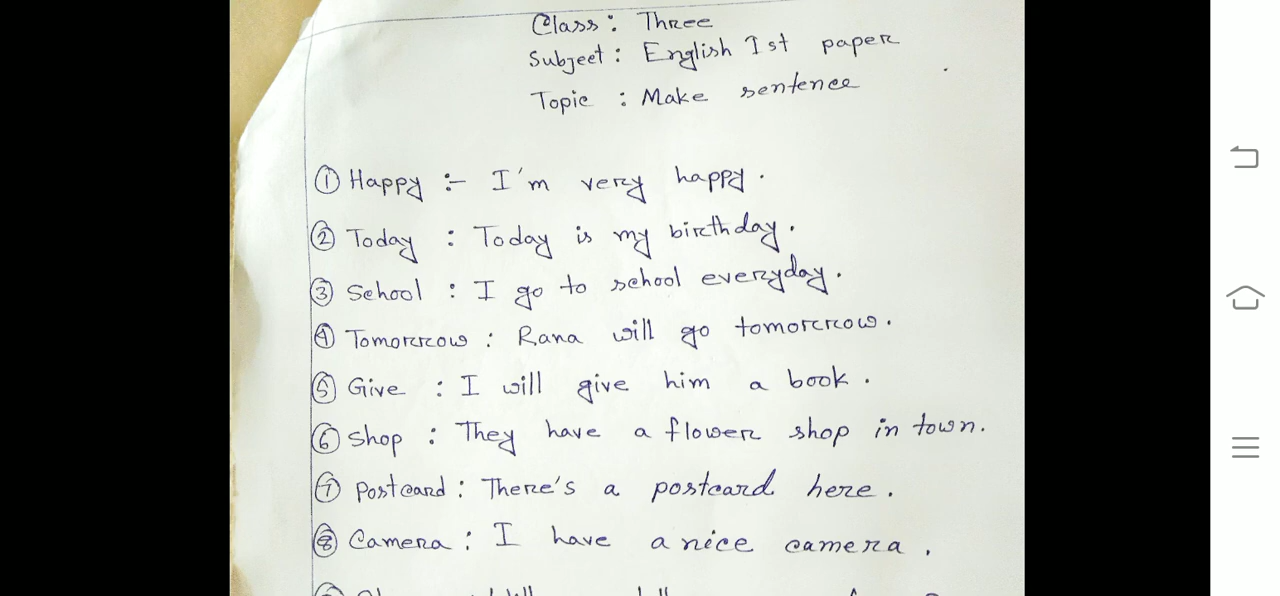 Class : Three
Subject : English 1st paper
Topic : Make sentence
① Happy :- I'm very happy.
② Today : Today is my birthday.
③ School : I go to school everyday.
④ Tomorrow : Rana will go tomorrow.
⑤ Give : I will give him a book.
⑥ Shop : They have a flower shop in town.
⑦ Postcard : There's a postcard here.
⑧ Camera : I have a nice camera.